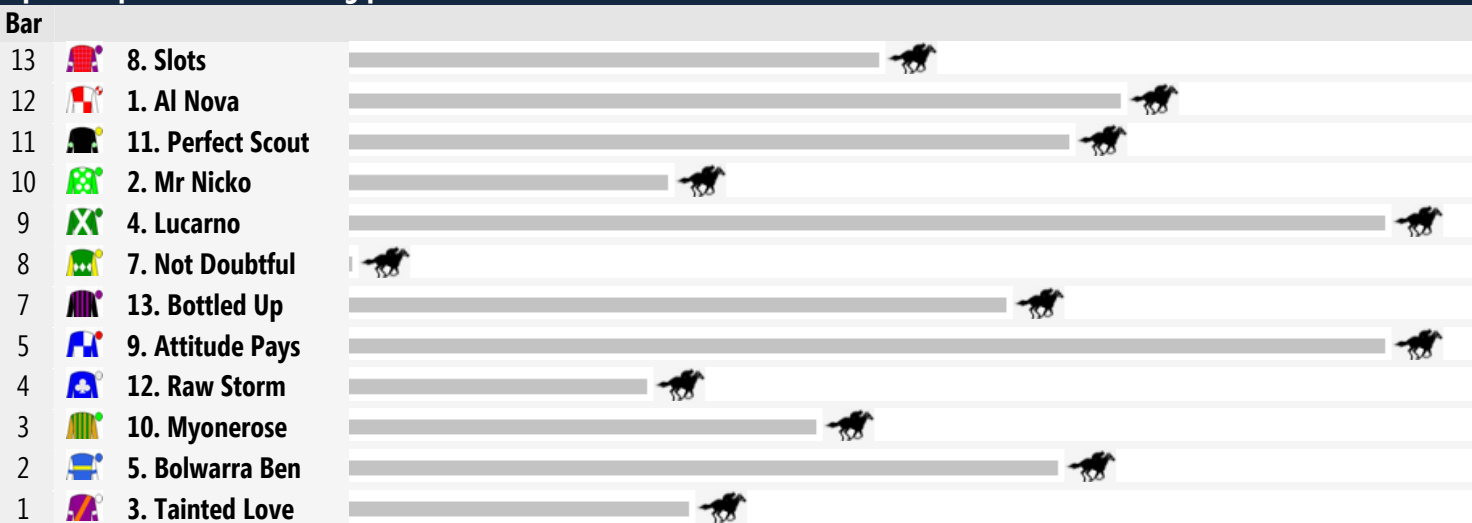 Bar
13 8. Slots
12 1. Al Nova
11 11. Perfect Scout
10 2. Mr Nicko
9 4. Lucarno
8 7. Not Doubtful
7 13. Bottled Up
5 9. Attitude Pays
4 12. Raw Storm
3 10. Myonerose
2 5. Bolwarra Ben
1 3. Tainted Love